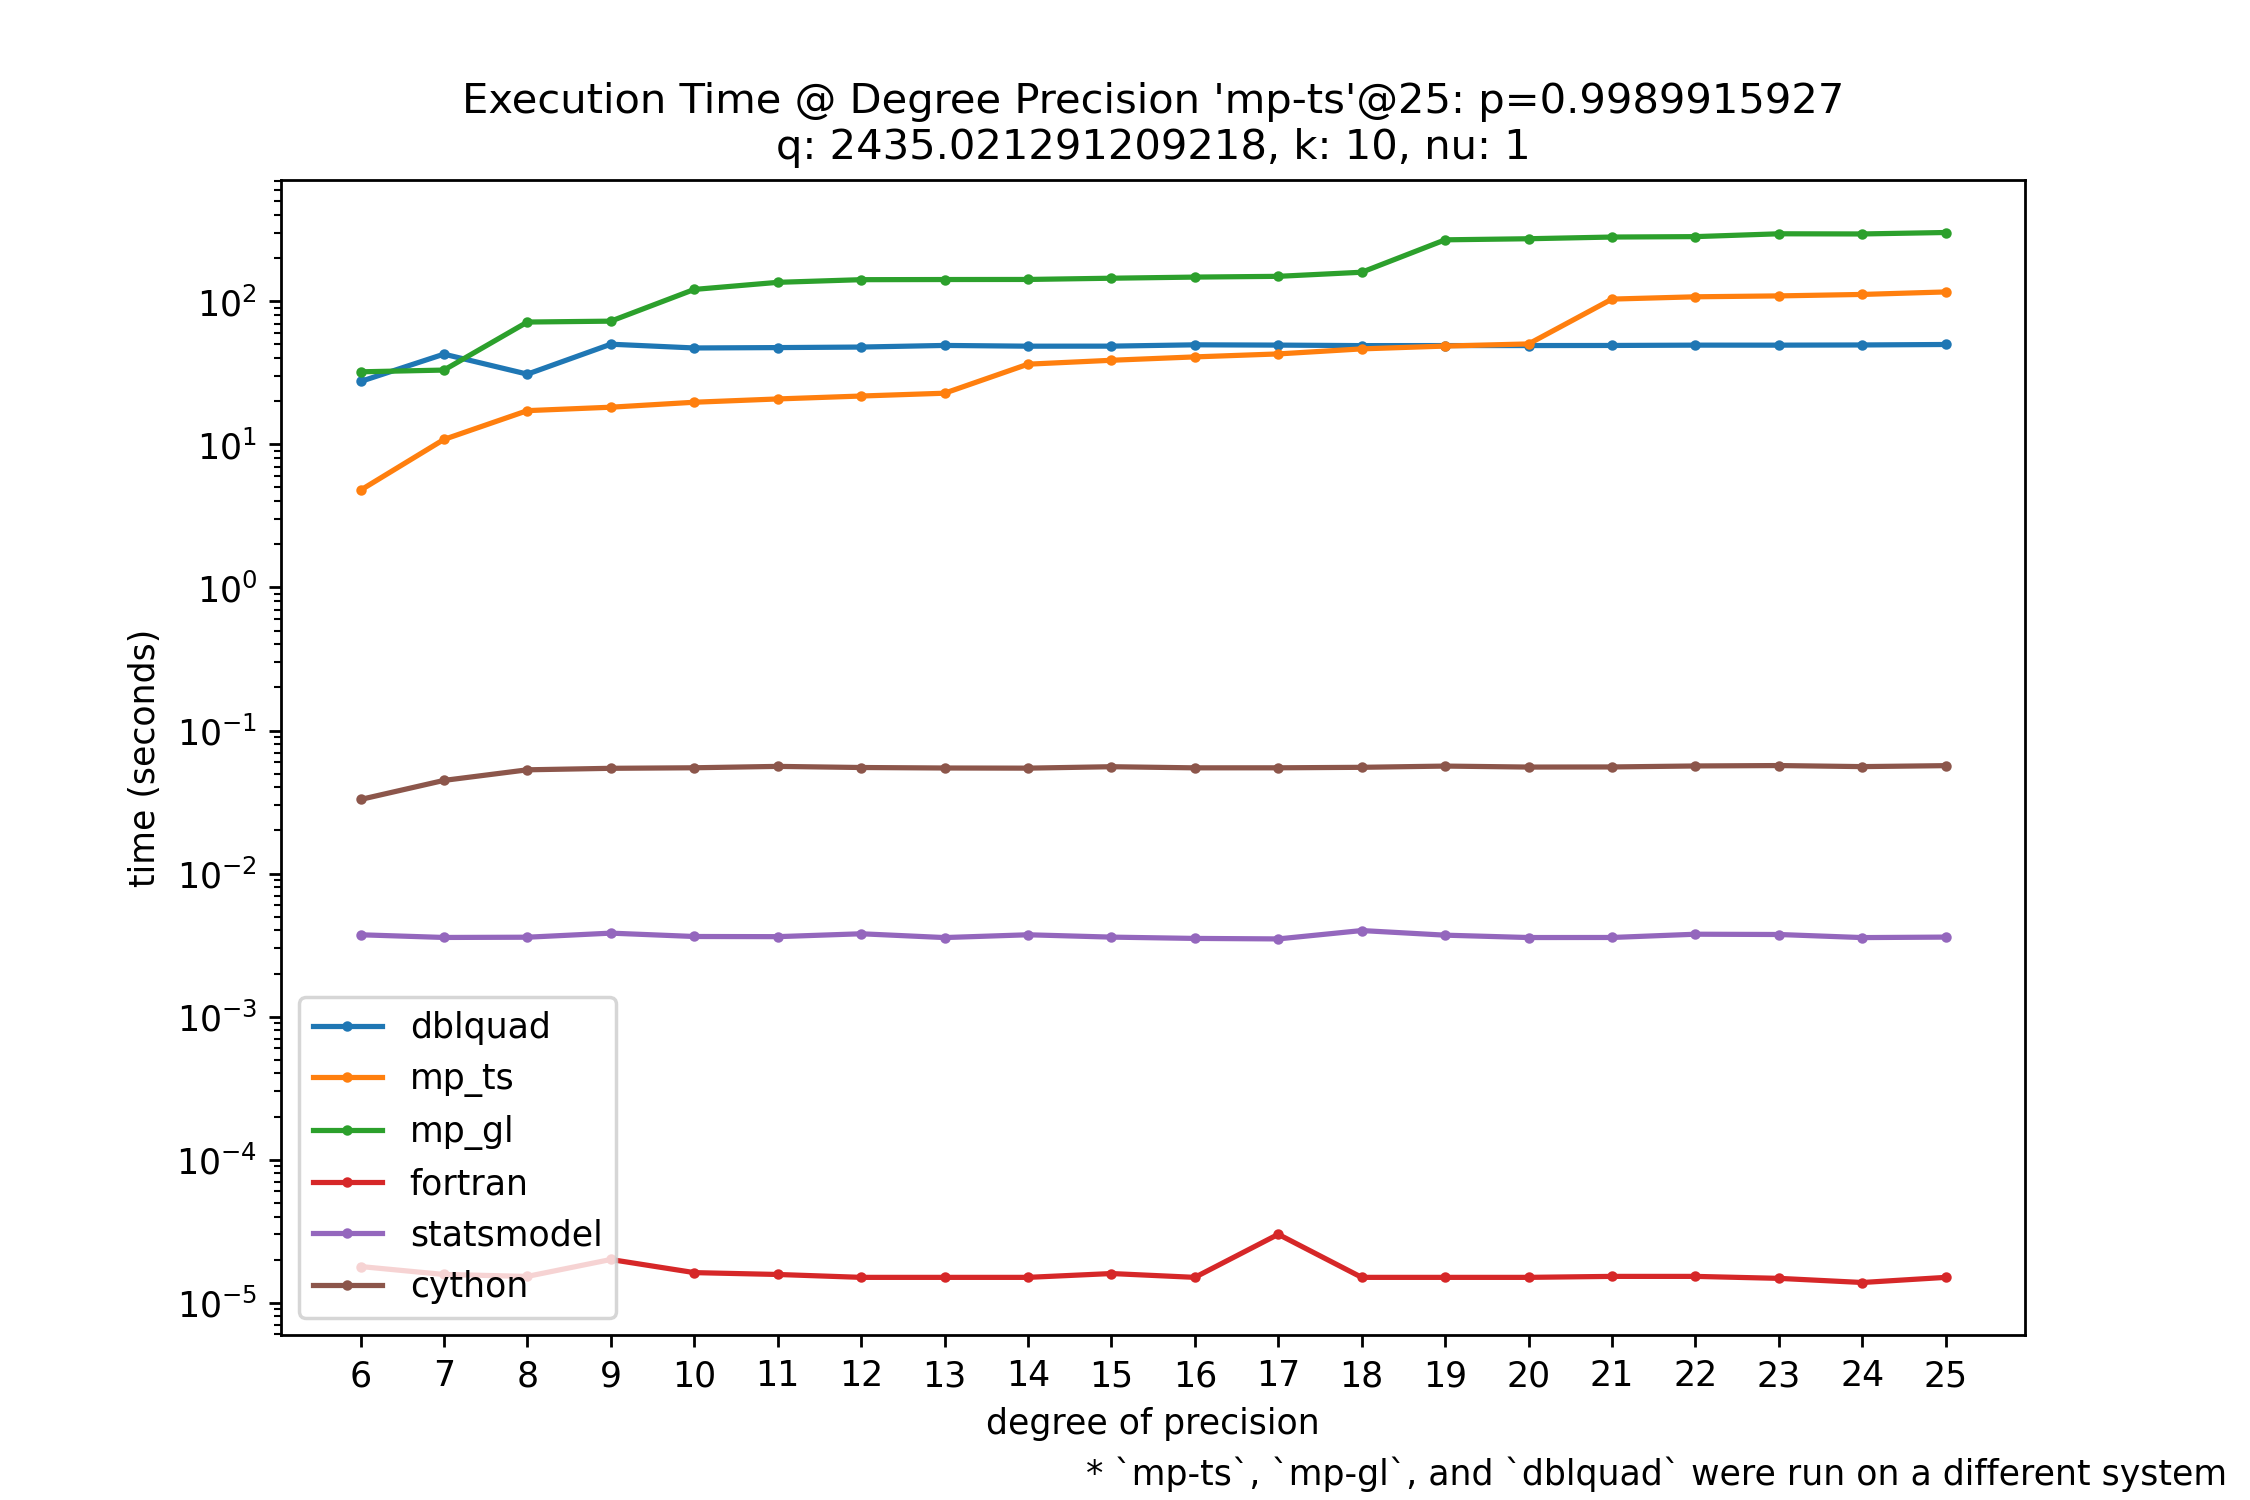 Execution Time @ Degree Precision 'mp-ts'@25: p=0.9989915927
q: 2435.021291209218, k: 10, nu: 1
time (seconds)
10²
10¹
10⁰
10⁻¹
10⁻²
10⁻³
10⁻⁴
10⁻⁵
dblquad
mp_ts
mp_gl
fortran
statsmodel
cython
6 7 8 9 10 11 12 13 14 15 16 17 18 19 20 21 22 23 24 25
degree of precision
* `mp-ts`, `mp-gl`, and `dblquad` were run on a different system